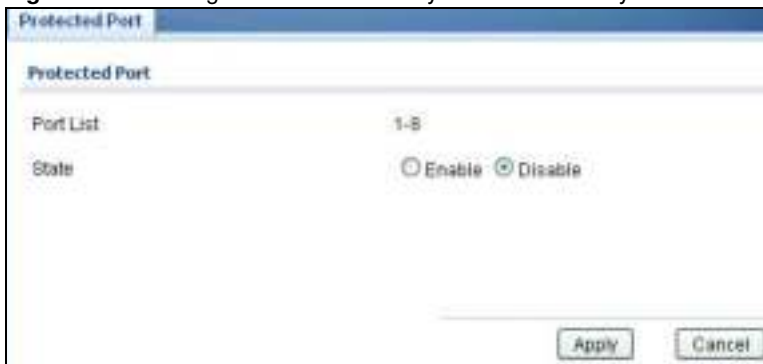 Protected Port
Protected Port
Port List 1-8
State Enable Disable
Apply Cancel